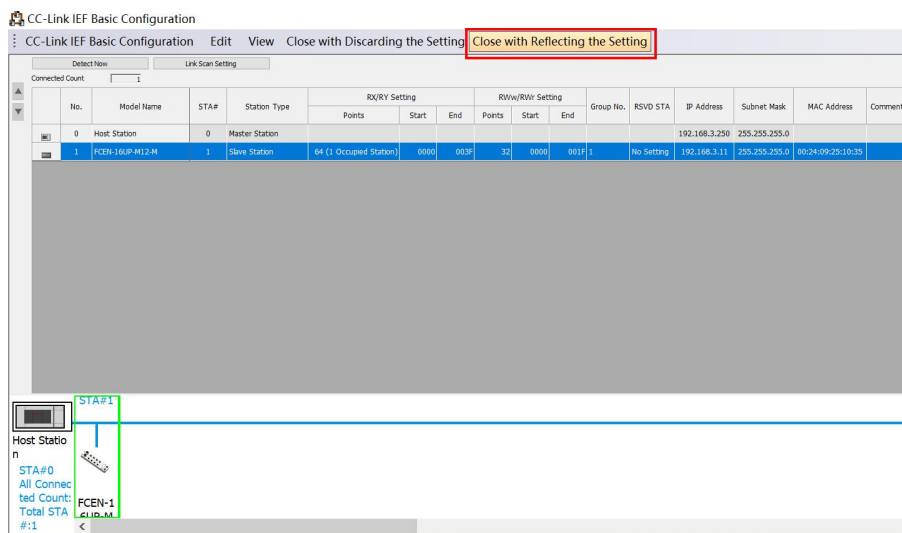 CC-Link IEF Basic Configuration
CC-Link IEF Basic Configuration Edit View Close with Discarding the Setting Close with Reflecting the Setting
Detect Now Link Scan Setting
Connected Count 1
No. Model Name STA# Station Type RX/RY Setting RWw/RWr Setting Group No. RSVD STA IP Address Subnet Mask MAC Address Comment
Points Start End Points Start End
0 Host Station 0 Master Station 192.168.3.250 255.255.255.0
1 FCEN-16UP-M12-M 1 Slave Station 64 (1 Occupied Station) 0000 003F 32 0000 001F 1 No Setting 192.168.3.11 255.255.255.0 00:24:09:25:10:35
STA#1
Host Statio
n
STA#0
All Connec
ted Count:
Total STA
#:1
FCEN-1
6UP-M